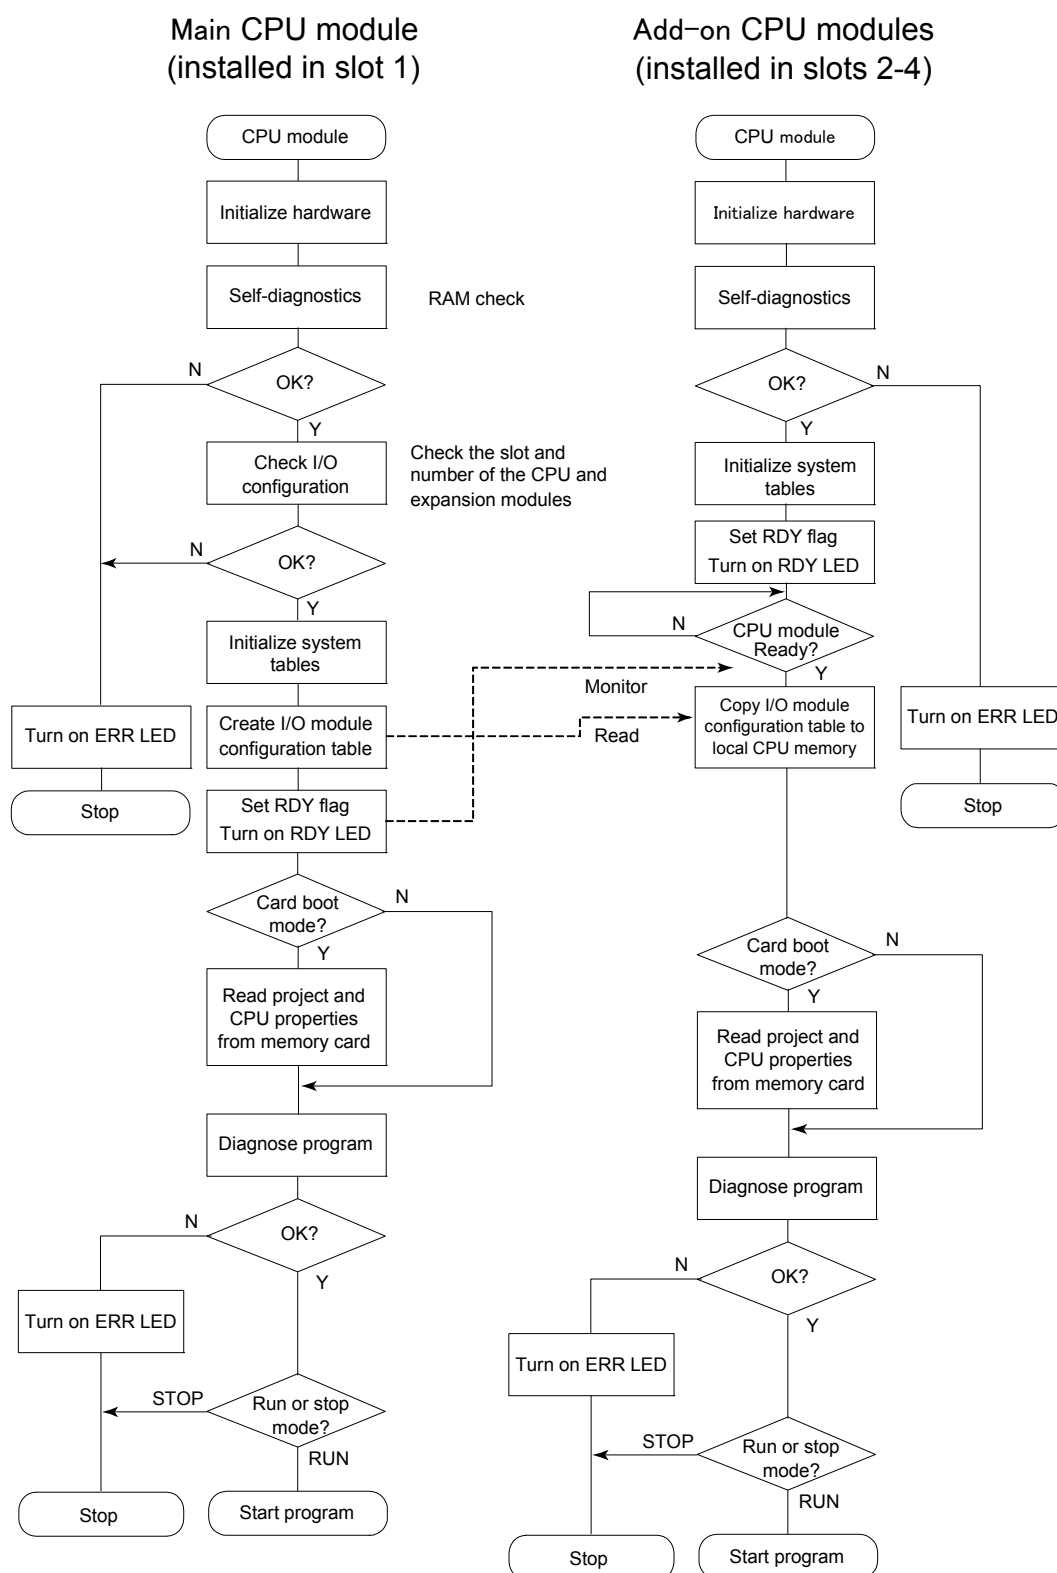 Main CPU module
(installed in slot 1)
CPU module
Initialize hardware
Self-diagnostics
RAM check
N
OK?
Y
Check I/O
configuration
Check the slot and
number of the CPU and
expansion modules
N
OK?
Y
Initialize system
tables
Create I/O module
configuration table
Turn on ERR LED
Stop
Set RDY flag
Turn on RDY LED
Card boot
mode?
N
Y
Read project and
CPU properties
from memory card
Diagnose program
N
OK?
Y
Turn on ERR LED
STOP
Run or stop
mode?
RUN
Stop
Start program
Monitor
Read
Add-on CPU modules
(installed in slots 2-4)
CPU module
Initialize hardware
Self-diagnostics
OK?
N
Y
Initialize system
tables
Set RDY flag
Turn on RDY LED
N
CPU module
Ready?
Y
Copy I/O module
configuration table to
local CPU memory
Turn on ERR LED
Stop
Card boot
mode?
N
Y
Read project and
CPU properties
from memory card
Diagnose program
N
OK?
Y
Turn on ERR LED
STOP
Run or stop
mode?
RUN
Stop
Start program